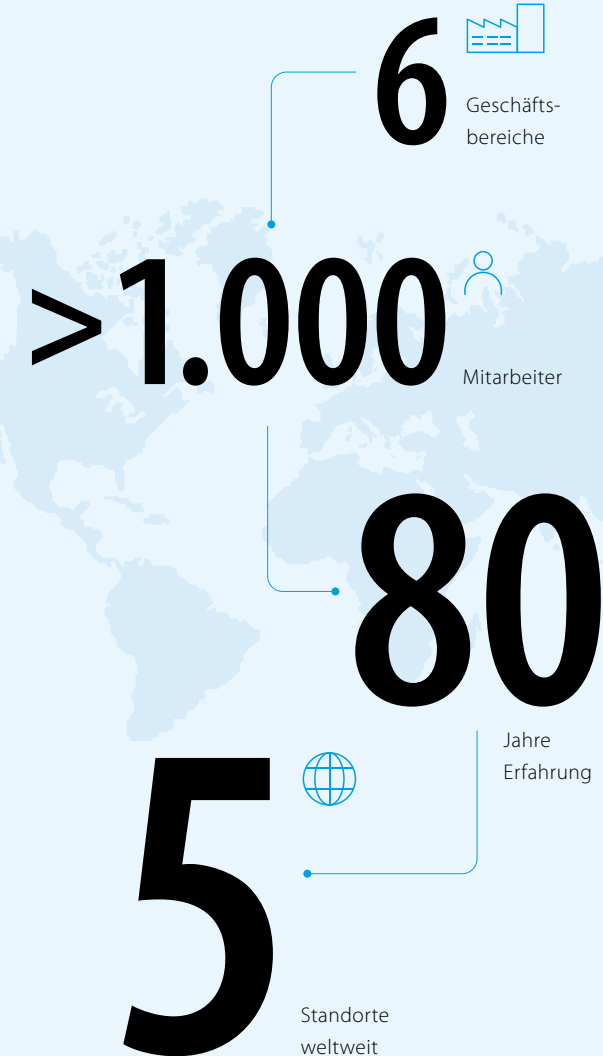 6
Geschäfts-
bereiche
>1.000
Mitarbeiter
80
Jahre
Erfahrung
5
Standorte
weltweit